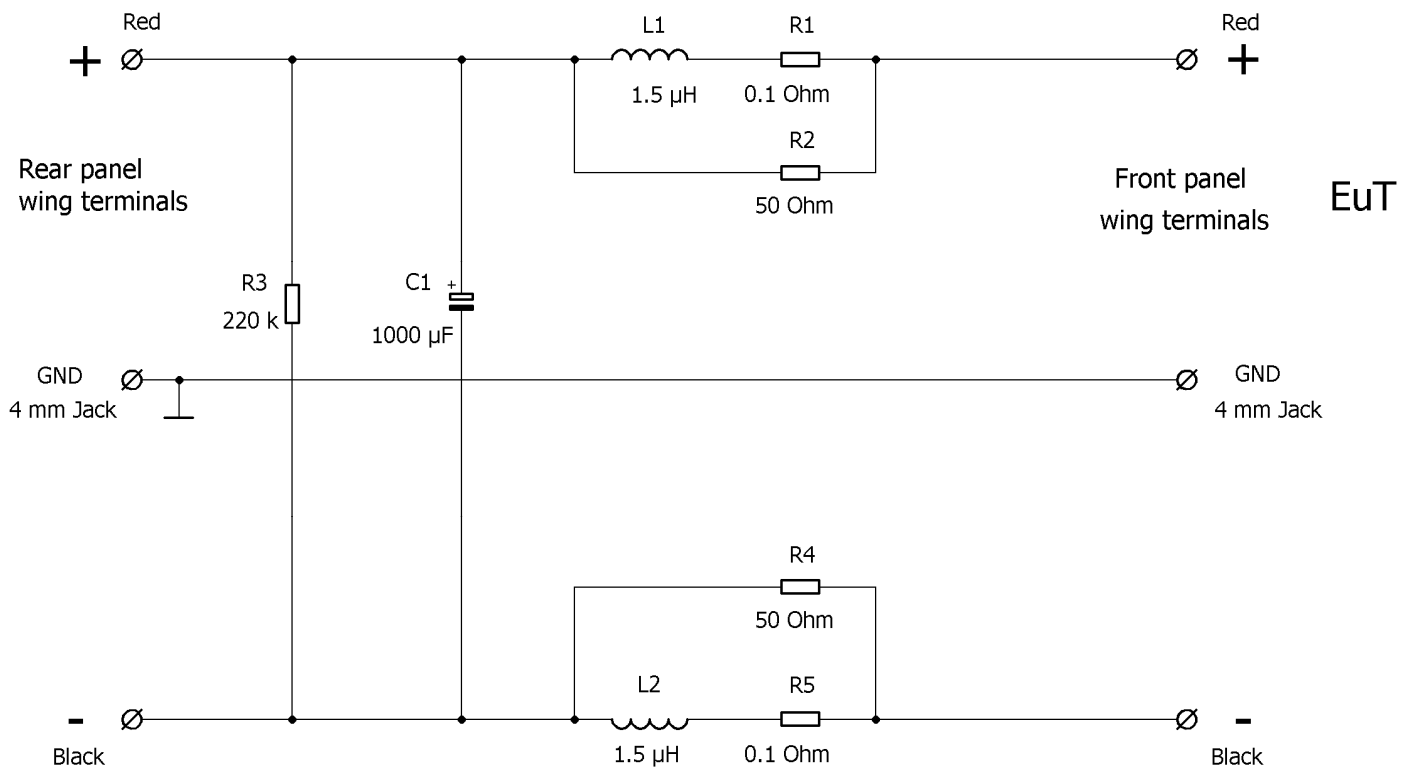 Red
L1
R1
Red
+
+
1.5 µH
0.1 Ohm
R2
Rear panel
wing terminals
50 Ohm
Front panel
wing terminals
EuT
R3
220 k
C1
+
1000 µF
GND
4 mm Jack
GND
4 mm Jack
R4
50 Ohm
L2
R5
-
-
Black
1.5 µH
0.1 Ohm
Black